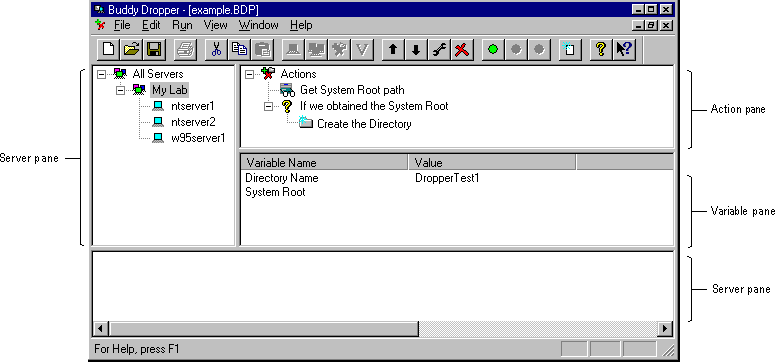 Buddy Dropper - [example.BDP]
File Edit Run View Window Help
All Servers
My Lab
ntserver1
ntserver2
w95server1
Actions
Get System Root path
If we obtained the System Root
Create the Directory
Variable Name Value
Directory Name DropperTest1
System Root
For Help, press F1
Server pane
Action pane
Variable pane
Server pane